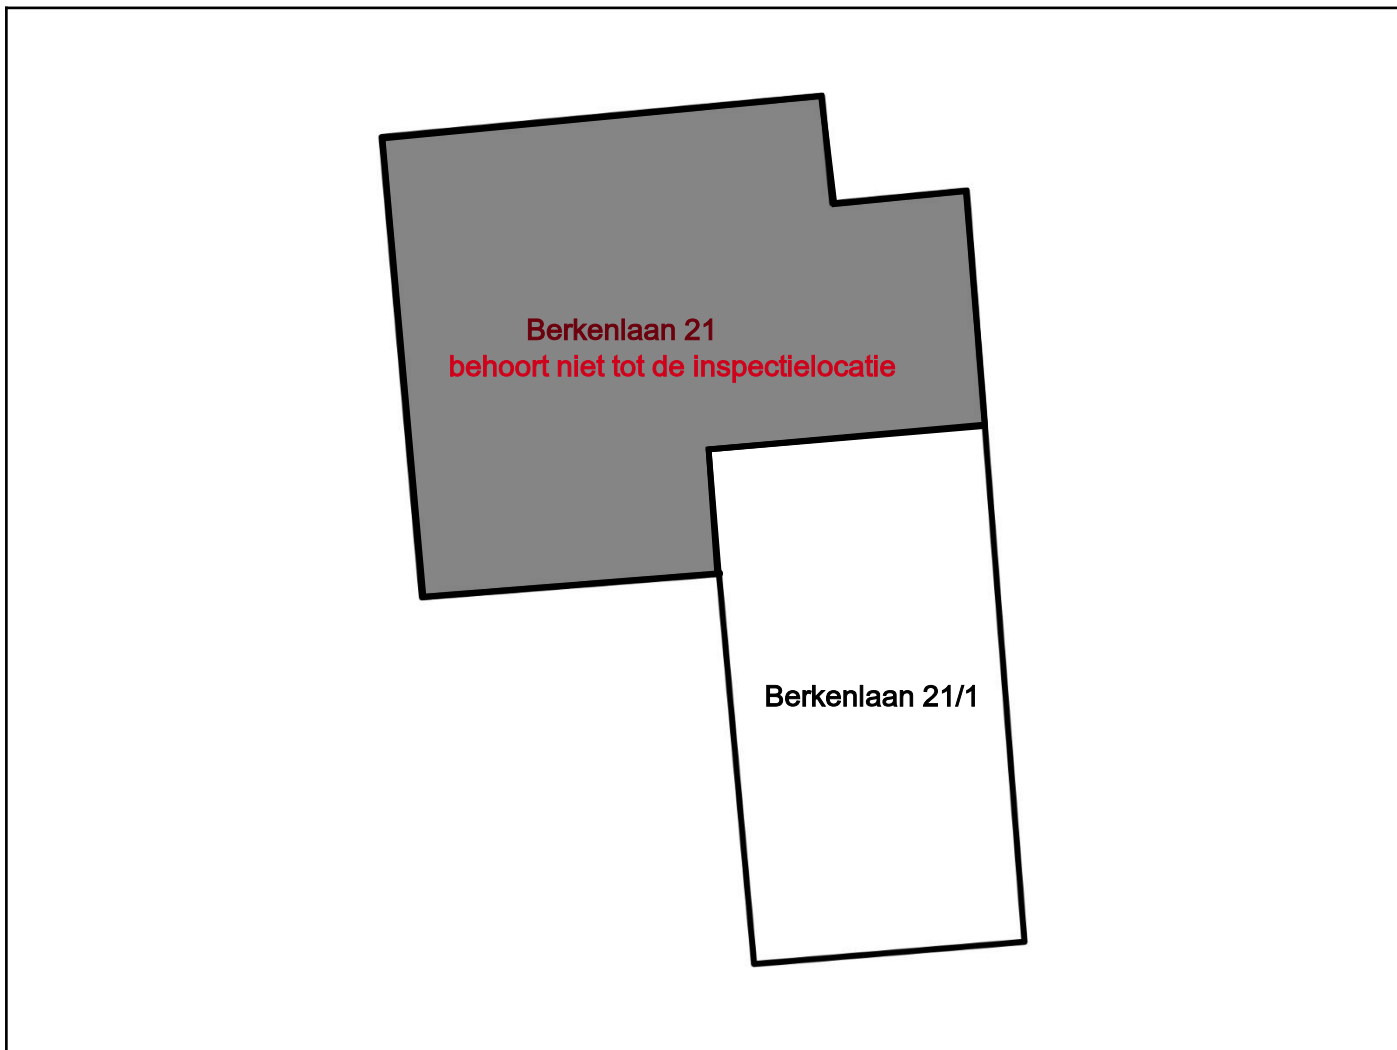 Berkenlaan 21
behoort niet tot de inspectielocatie
Berkenlaan 21/1